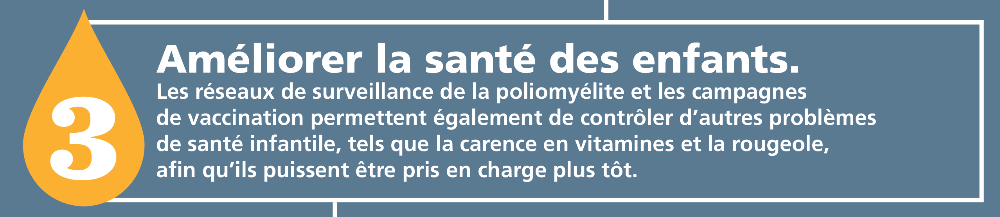 3
Améliorer la santé des enfants.
Les réseaux de surveillance de la poliomyélite et les campagnes
de vaccination permettent également de contrôler d’autres problèmes
de santé infantile, tels que la carence en vitamines et la rougeole,
afin qu’ils puissent être pris en charge plus tôt.